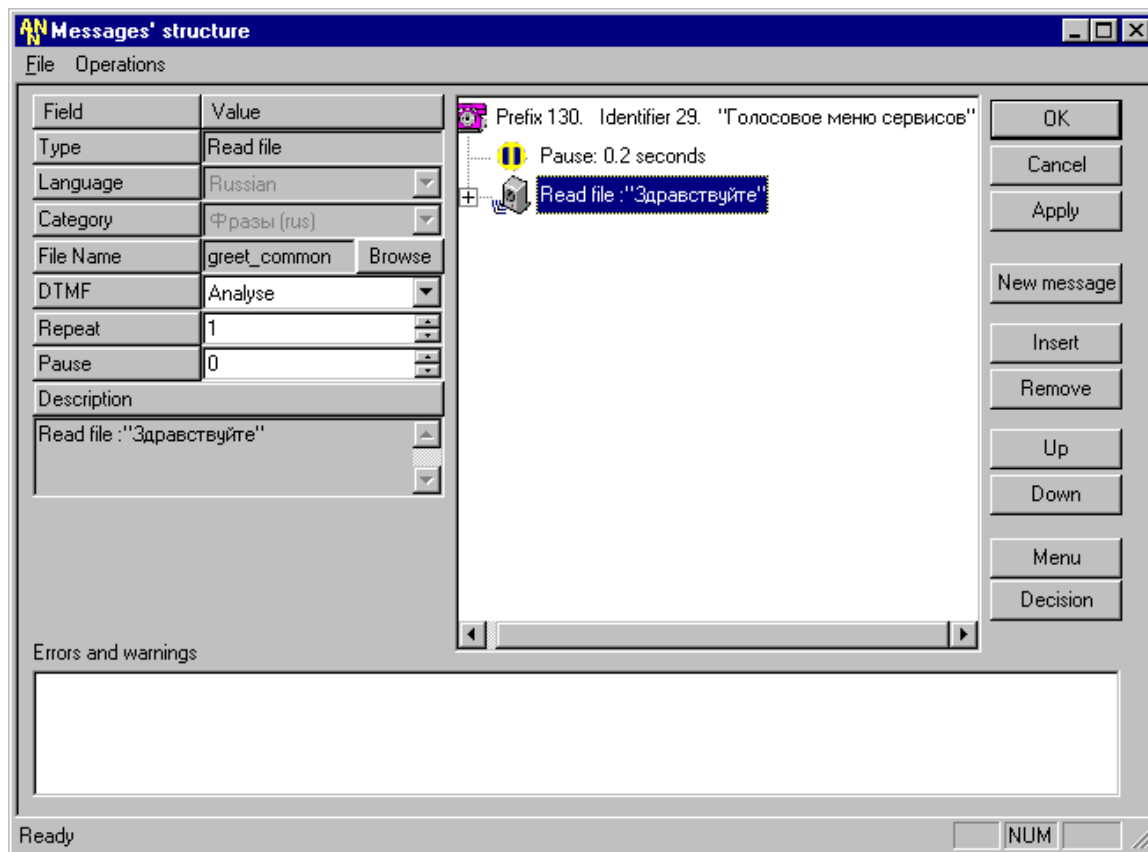 Messages' structure
File Operations
Field Value
Type Read file
Language Russian
Category Фразы (rus)
File Name greet_common Browse
DTMF Analyse
Repeat 1
Pause 0
Description
Read file :"Здравствуйте"
Prefix 130. Identifier 29. "Голосовое меню сервисов"
Pause: 0.2 seconds
Read file :"Здравствуйте"
OK
Cancel
Apply
New message
Insert
Remove
Up
Down
Menu
Decision
Errors and warnings
Ready NUM